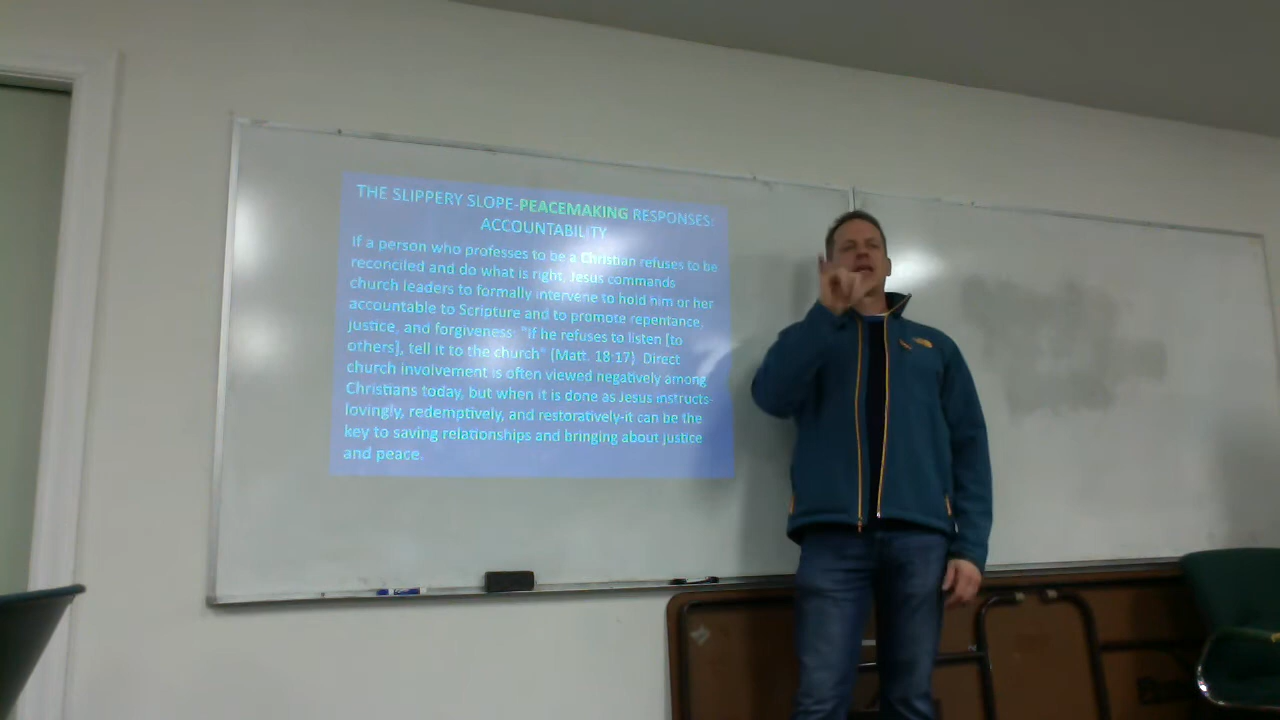 THE SLIPPERY SLOPE-PEACEMAKING RESPONSES:
ACCOUNTABILITY
If a person who professes to be a Christian refuses to be
reconciled and do what is right, Jesus commands
church leaders to formally intervene to hold him or her
accountable to Scripture and to promote repentance,
justice, and forgiveness: "If he refuses to listen [to
others], tell it to the church" (Matt. 18:17). Direct
church involvement is often viewed negatively among
Christians today, but when it is done as Jesus instructs-
lovingly, redemptively, and restoratively-it can be the
key to saving relationships and bringing about justice
and peace.